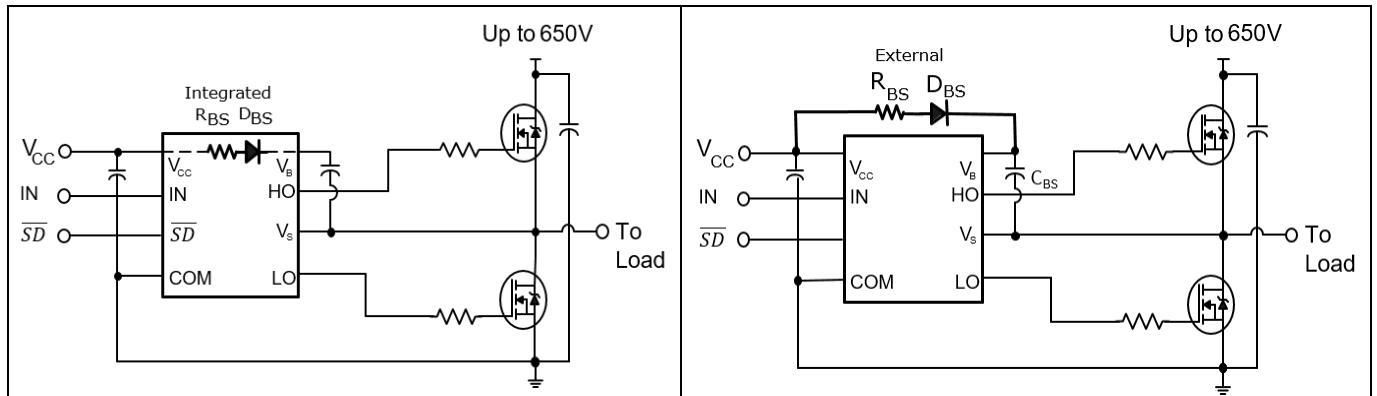 Up to 650V
Integrated
RBS DBS
VCC
VCC
VB
IN
IN
HO
SD
SD
VS
To
Load
COM
LO
Up to 650V
External
RBS DBS
VCC
VCC
VB
CBS
IN
IN
HO
SD
SD
VS
To
Load
COM
LO